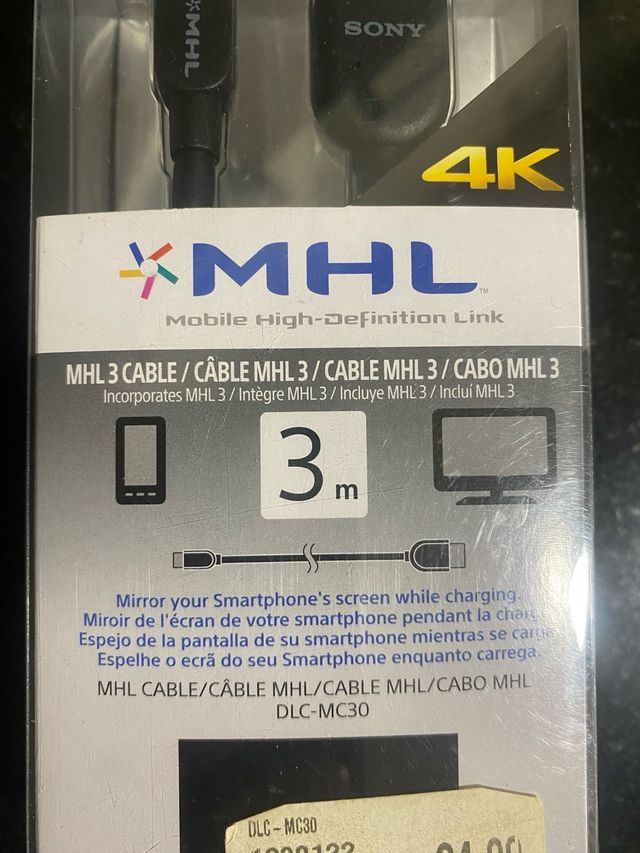 MHL
SONY
4K
MHL™
Mobile High-Definition Link
MHL 3 CABLE / CÂBLE MHL 3 / CABLE MHL 3 / CABO MHL 3
Incorporates MHL 3 / Intègre MHL 3 / Incluye MHL 3 / Incluí MHL 3
3 m
Mirror your Smartphone's screen while charging.
Miroir de l'écran de votre smartphone pendant la
Espejo de la pantalla de su smartphone mientras se
Espelhe o ecrã do seu Smartphone enquanto carrega.
MHL CABLE/CÂBLE MHL/CABLE MHL/CABO MHL
DLC-MC30
DLC-MC30